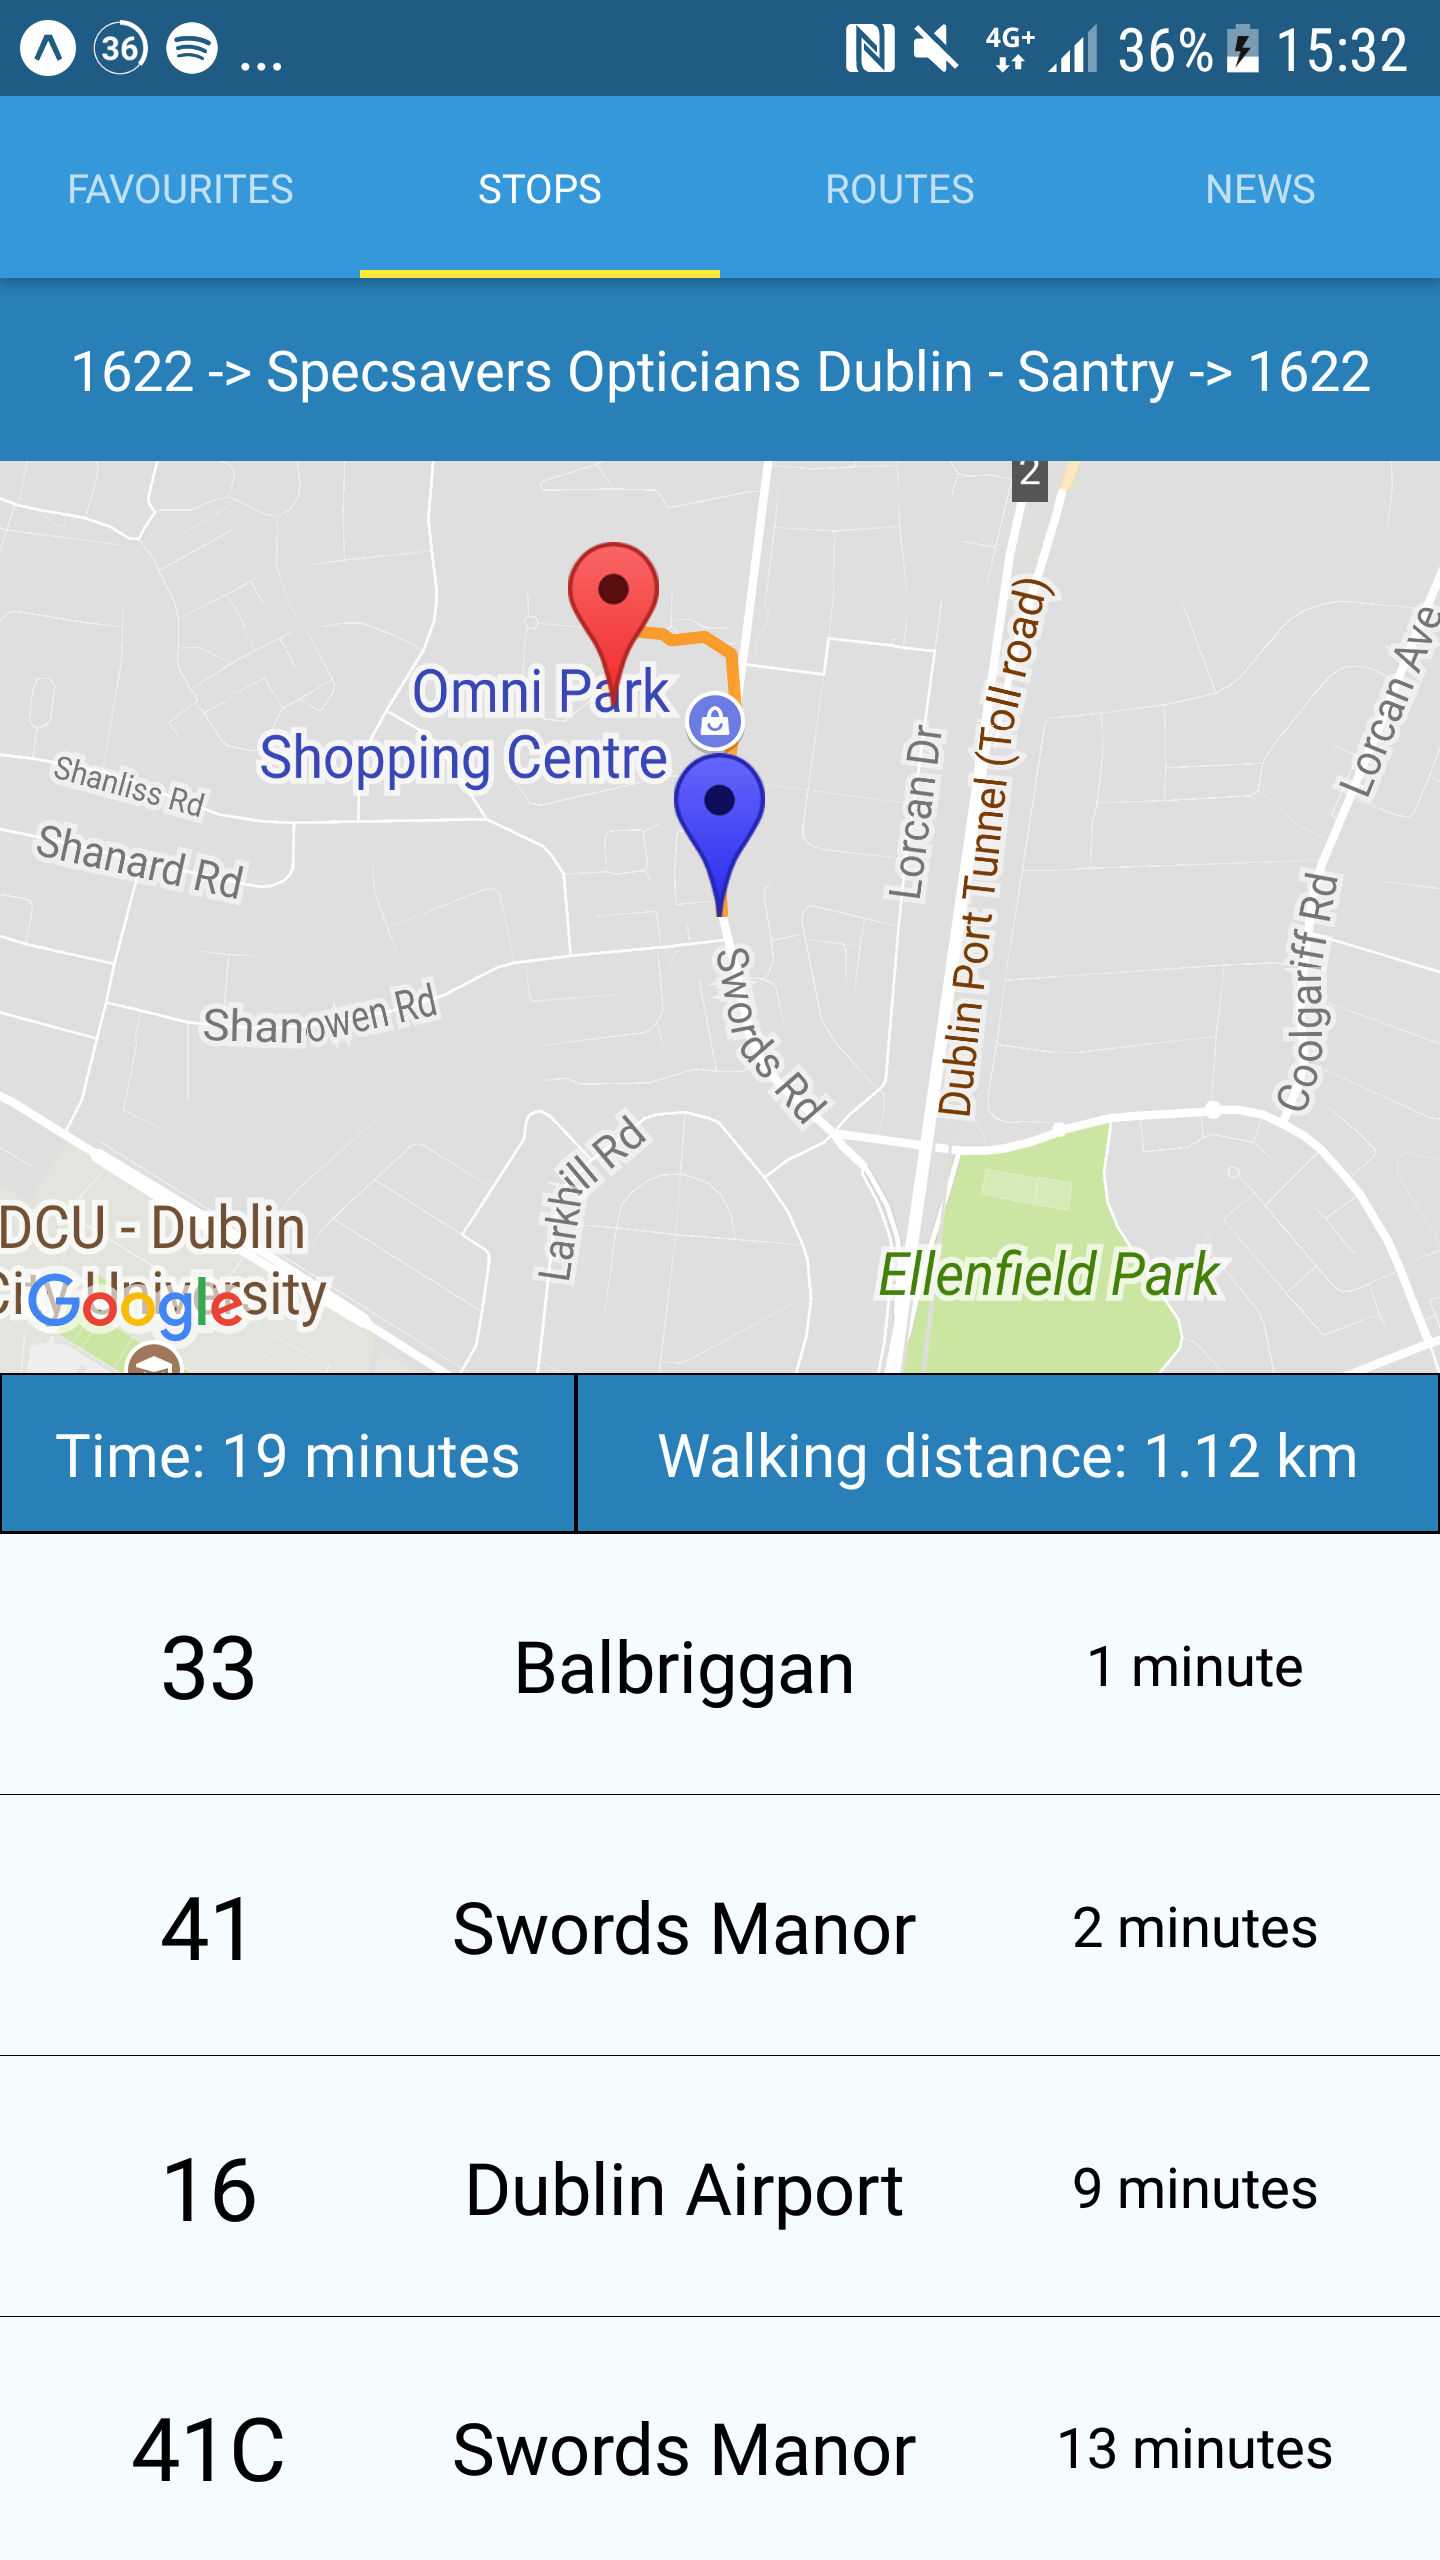 36
...
4G+
36%
15:32
FAVOURITES
STOPS
ROUTES
NEWS
1622 -> Specsavers Opticians Dublin - Santry -> 1622
2
Omni Park
Shopping Centre
Shanliss Rd
Shanard Rd
Shanowen Rd
Swords Rd
Larkhill Rd
Lorcan Dr
Dublin Port Tunnel (Toll road)
Lorcan Ave
Coolgariff Rd
DCU - Dublin
City University
Google
Ellenfield Park
Time: 19 minutes
Walking distance: 1.12 km
33 Balbriggan 1 minute
41 Swords Manor 2 minutes
16 Dublin Airport 9 minutes
41C Swords Manor 13 minutes